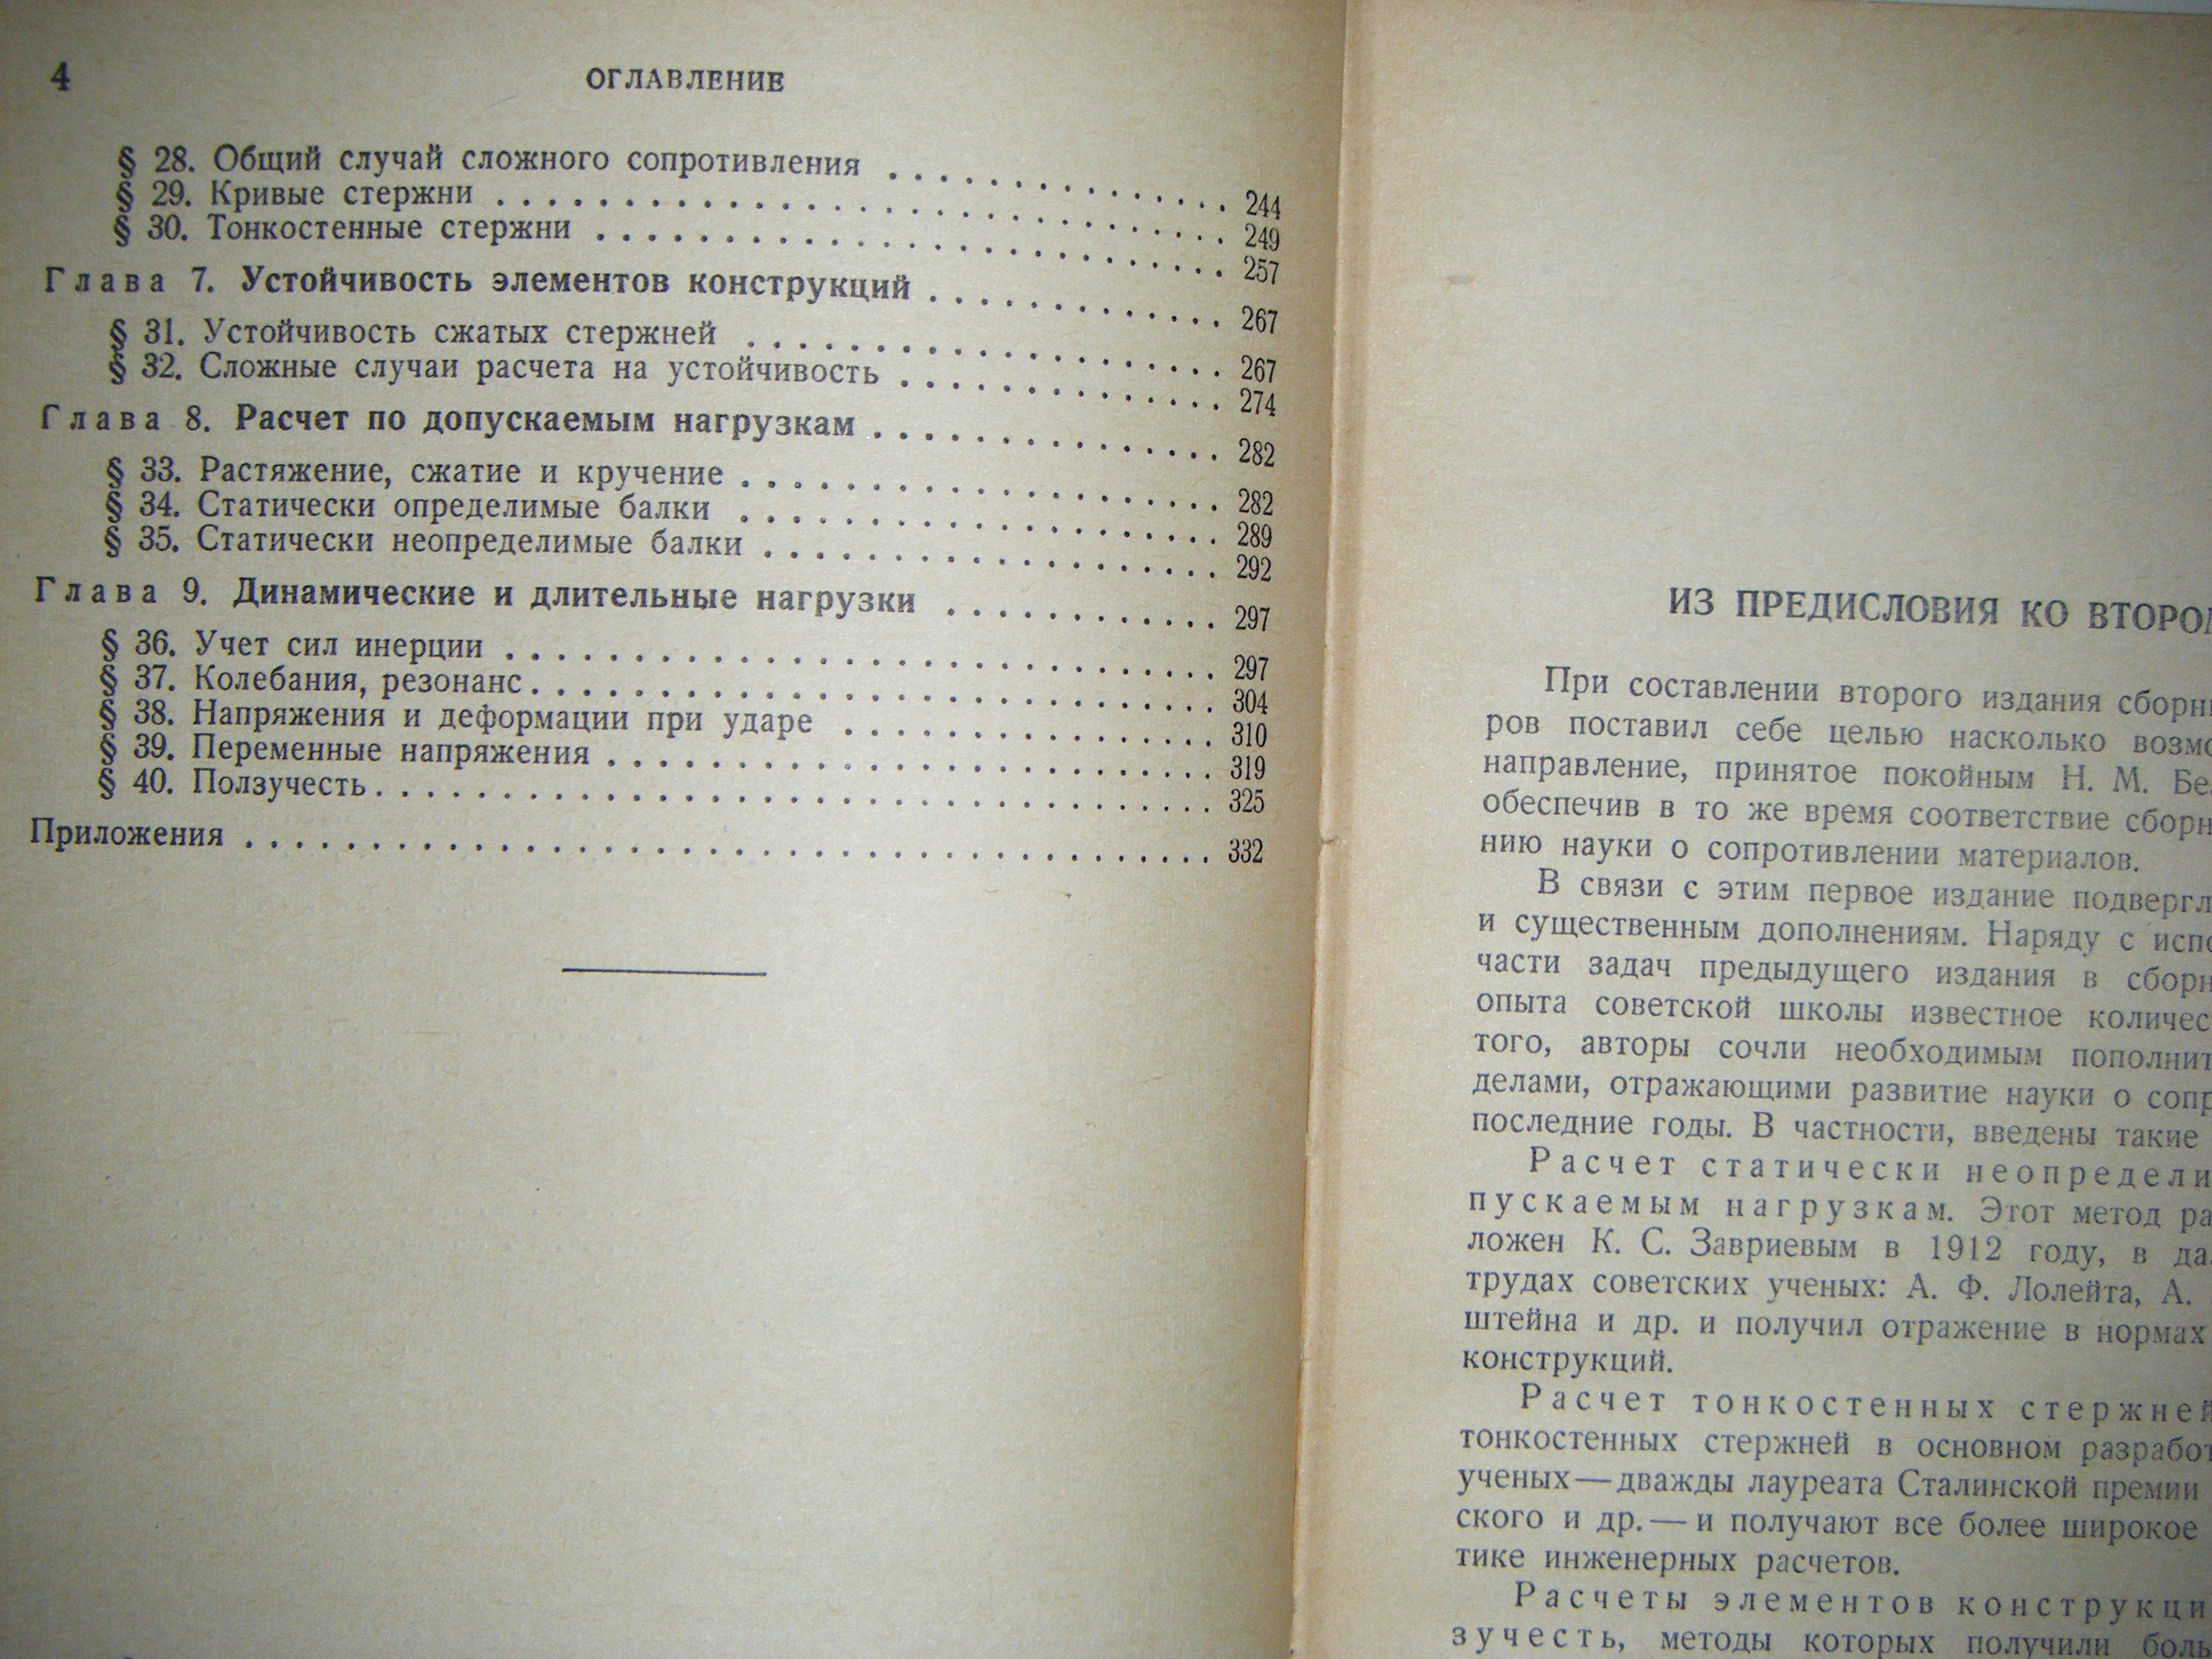 4
ОГЛАВЛЕНИЕ
§ 28. Общий случай сложного сопротивления . . . . . . . . . . . . . . 244
§ 29. Кривые стержни . . . . . . . . . . . . . . . . . . . . . . . . . . . . 249
§ 30. Тонкостенные стержни . . . . . . . . . . . . . . . . . . . . . . . . 257
Глава 7. Устойчивость элементов конструкций . . . . . . . . . . . . 267
§ 31. Устойчивость сжатых стержней . . . . . . . . . . . . . . . . . . . 267
§ 32. Сложные случаи расчета на устойчивость . . . . . . . . . . . . . 274
Глава 8. Расчет по допускаемым нагрузкам . . . . . . . . . . . . . . 282
§ 33. Растяжение, сжатие и кручение . . . . . . . . . . . . . . . . . . . 282
§ 34. Статически определимые балки . . . . . . . . . . . . . . . . . . . 289
§ 35. Статически неопределимые балки . . . . . . . . . . . . . . . . . . 292
Глава 9. Динамические и длительные нагрузки . . . . . . . . . . . 297
§ 36. Учет сил инерции . . . . . . . . . . . . . . . . . . . . . . . . . . . . 297
§ 37. Колебания, резонанс . . . . . . . . . . . . . . . . . . . . . . . . . . . 304
§ 38. Напряжения и деформации при ударе . . . . . . . . . . . . . . . 310
§ 39. Переменные напряжения . . . . . . . . . . . . . . . . . . . . . . . . 319
§ 40. Ползучесть . . . . . . . . . . . . . . . . . . . . . . . . . . . . . . . . . 325
Приложения . . . . . . . . . . . . . . . . . . . . . . . . . . . . . . . . . . . . . 332
ИЗ ПРЕДИСЛОВИЯ КО
При составлении второго издания
ров поставил себе целью насколько
направление, принятое покойным Н. М.
обеспечив в то же время соответствие
нию науки о сопротивлении материалов.
В связи с этим первое издание
и существенным дополнениям. Наряду с
части задач предыдущего издания в
опыта советской школы известное
того, авторы сочли необходимым
делами, отражающими развитие науки о
последние годы. В частности, введены такие
Расчет статически
пускаемым нагрузкам. Этот метод
ложен К. С. Завриевым в 1912 году, в
трудах советских ученых: А. Ф. Лолейта, А.
штейна и др. и получил отражение в нормах
конструкций.
Расчет тонкостенных стержней
тонкостенных стержней в основном
ученых—дважды лауреата Сталинской премии
ского и др.—и получают все более широкое
тике инженерных расчетов.
Расчеты элементов
зучесть, методы которых получили